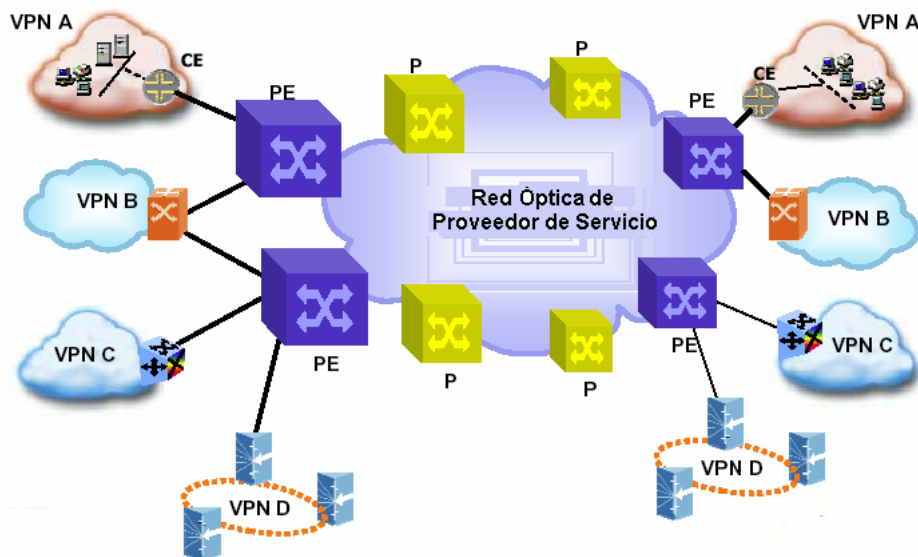 VPN A
VPN A
CE
P
P
CE
PE
PE
VPN B
Red Óptica de
Proveedor de Servicio
VPN B
VPN C
PE
P
P
PE
VPN C
VPN D
VPN D